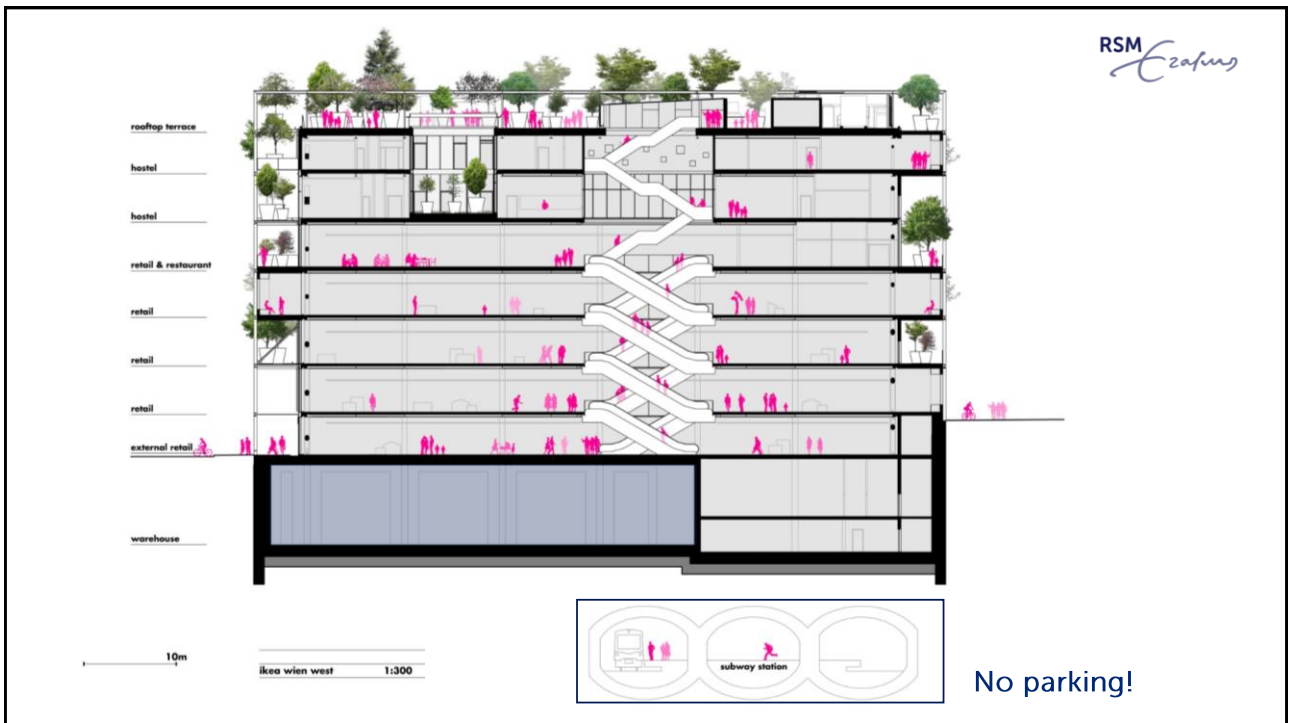 RSM
Erasmus
rooftop terrace
hostel
hostel
retail & restaurant
retail
retail
retail
external retail
warehouse
10m
ikea wien west 1:300
subway station
No parking!